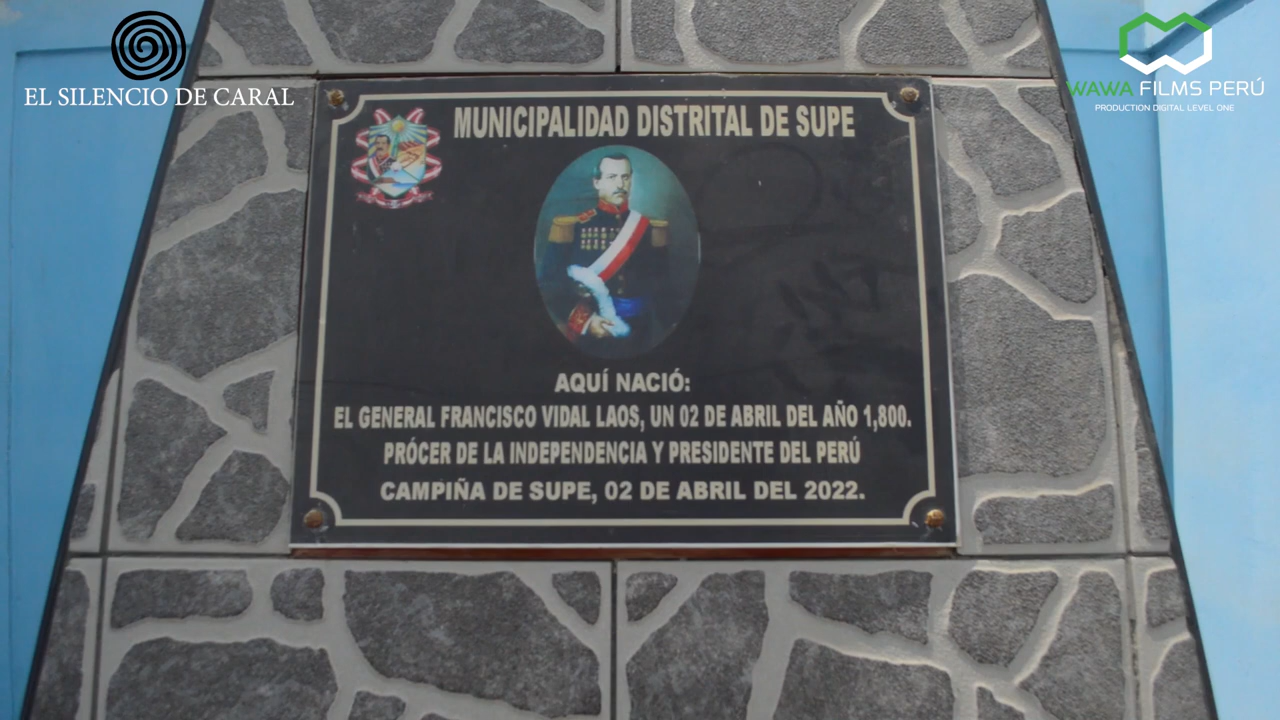 EL SILENCIO DE CARAL
WAWA FILMS PERÚ
PRODUCTION DIGITAL LEVEL ONE
MUNICIPALIDAD DISTRITAL DE SUPE
AQUÍ NACIÓ:
EL GENERAL FRANCISCO VIDAL LAOS, UN 02 DE ABRIL DEL AÑO 1,800.
PRÓCER DE LA INDEPENDENCIA Y PRESIDENTE DEL PERÚ
CAMPIÑA DE SUPE, 02 DE ABRIL DEL 2022.